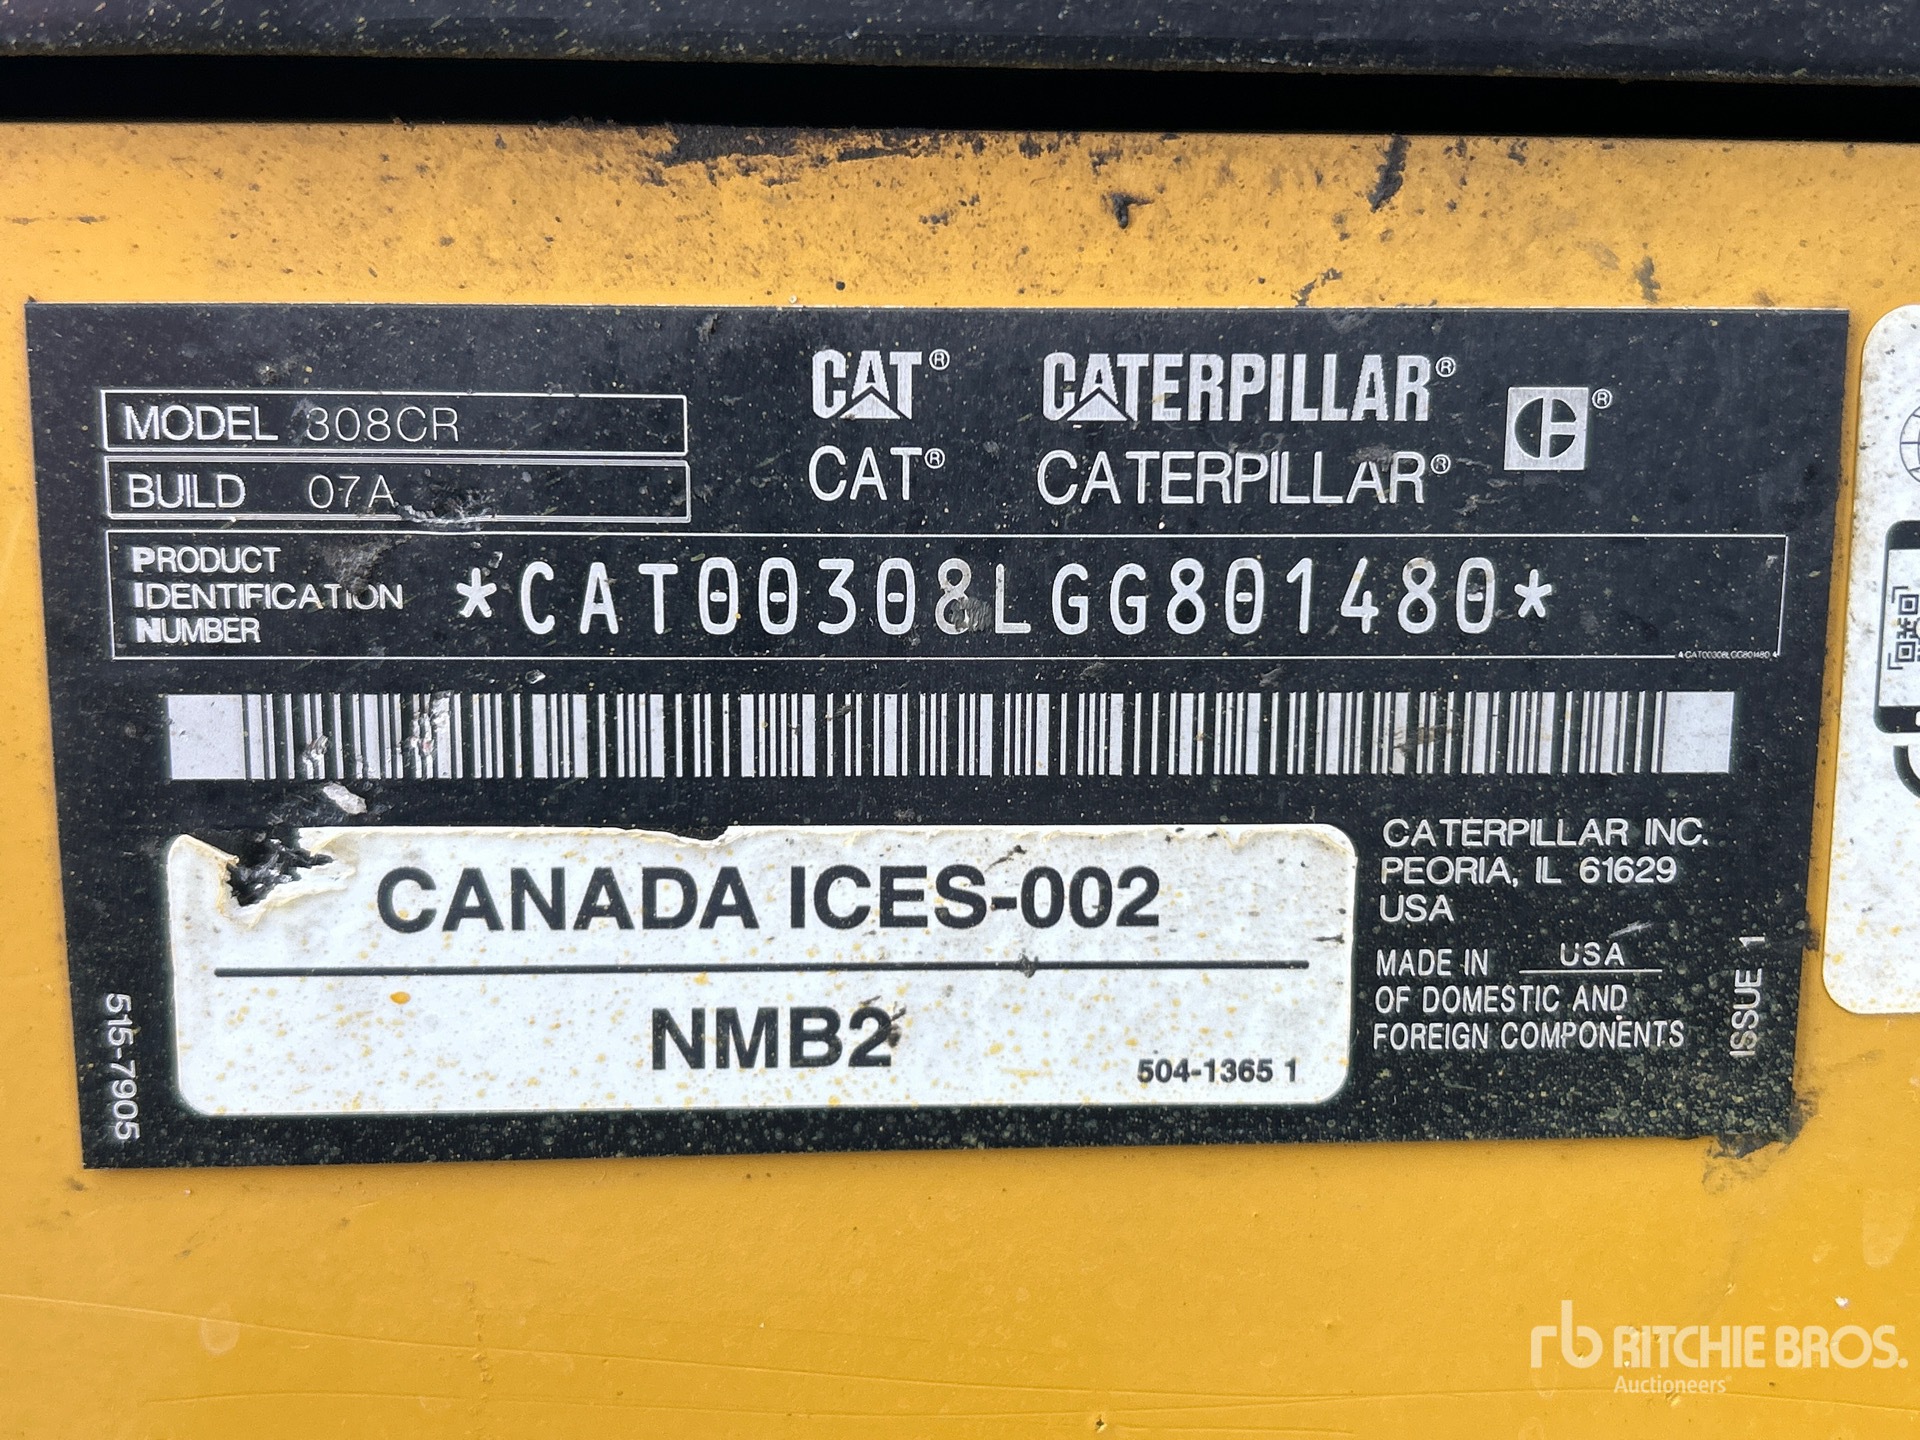 CAT® CATERPILLAR®
CAT® CATERPILLAR®
MODEL 308CR
BUILD 07A
PRODUCT
IDENTIFICATION
NUMBER
*CAT00308LGG801480*
CAT00308LGG801480
CANADA ICES-002
NMB2
504-1365 1
CATERPILLAR INC.
PEORIA, IL 61629
USA
MADE IN USA
OF DOMESTIC AND
FOREIGN COMPONENTS
ISSUE 1
515-7905
rb RITCHIE BROS.
Auctioneers